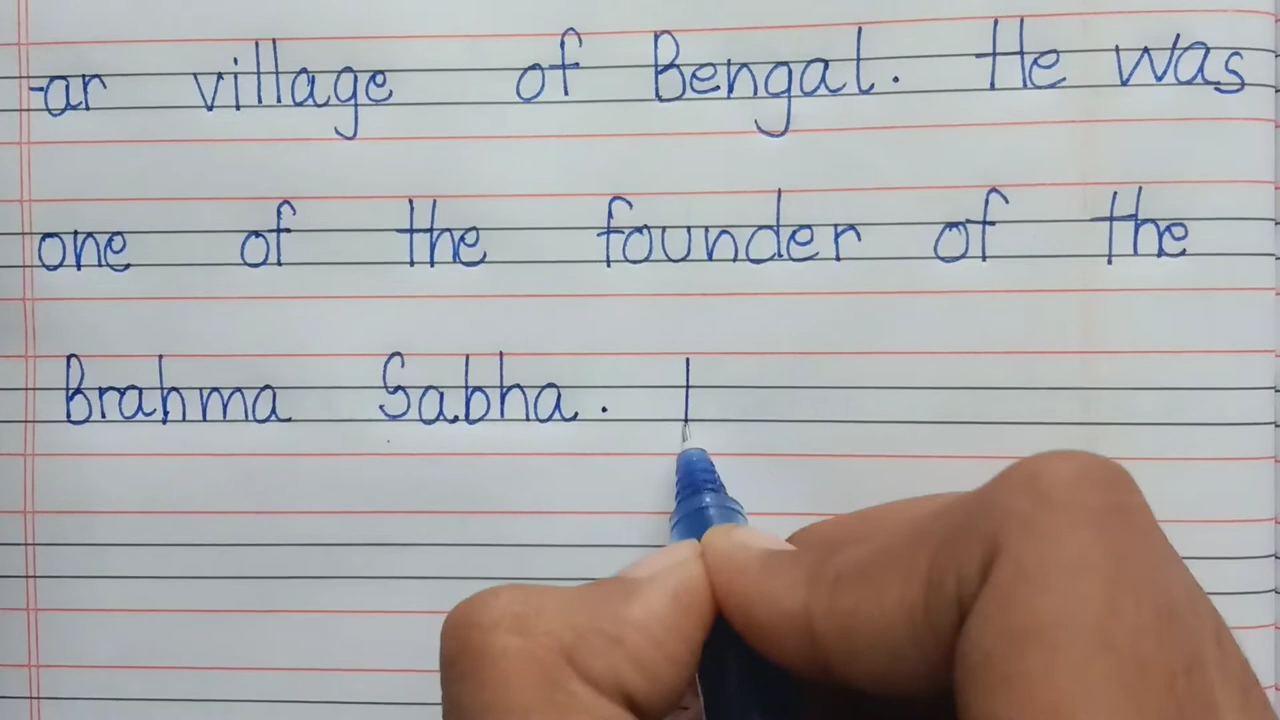 -ar village of Bengal. He was
one of the founder of the
Brahma Sabha.